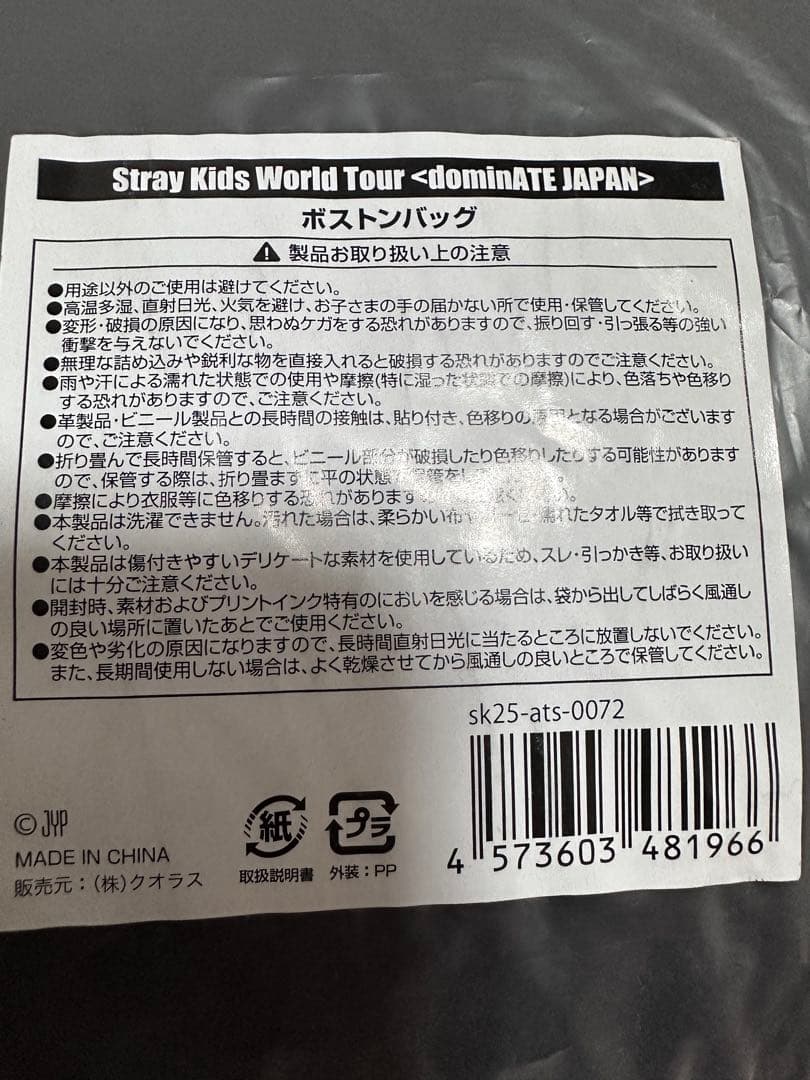 Stray Kids World Tour <dominATE JAPAN>
ボストンバッグ
製品お取り扱い上の注意
●用途以外のご使用は避けてください。
●高温多湿、直射日光、火気を避け、お子さまの手の届かない所で使用・保管してください。
●変形・破損の原因になり、思わぬケガをする恐れがありますので、振り回す・引っ張る等の強い
衝撃を与えないでください。
●無理な詰め込みや鋭利な物を直接入れると破損する恐れがありますのでご注意ください。
●雨や汗による濡れた状態での使用や摩擦(特に湿った状態での摩擦)により、色落ちや色移り
する恐れがありますので、ご注意ください。
●革製品・ビニール製品との長時間の接触は、貼り付き、色移りの原因となる場合がございます
ので、ご注意ください。
●折り畳んで長時間保管すると、ビニール部分が破損したり色移りしたりする可能性があります
ので、保管する際は、折り畳まずに平の状態で保管をし
●摩擦により衣服等に色移りする恐れがありますの
●本製品は洗濯できません。汚れた場合は、柔らかい布や 濡れたタオル等で拭き取って
ください。
●本製品は傷付きやすいデリケートな素材を使用しているため、スレ・引っかき等、お取り扱い
には十分ご注意ください。
●開封時、素材およびプリントインク特有のにおいを感じる場合は、袋から出してしばらく風通し
の良い場所に置いたあとでご使用ください。
●変色や劣化の原因になりますので、長時間直射日光に当たるところに放置しないでください。
また、長期間使用しない場合は、よく乾燥させてから風通しの良いところで保管してください。
sk25-ats-0072
4 573603 481966
© JYP
MADE IN CHINA
販売元：(株)クオラス
紙
取扱説明書
プラ
外装：PP